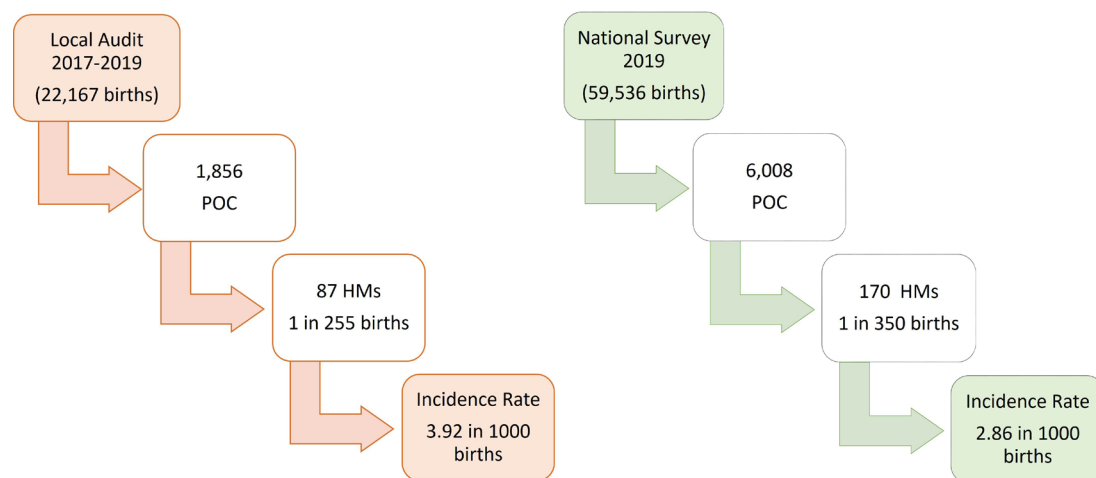 Local Audit
2017-2019
(22,167 births)
1,856
POC
87 HMs
1 in 255 births
Incidence Rate
3.92 in 1000
births
National Survey
2019
(59,536 births)
6,008
POC
170 HMs
1 in 350 births
Incidence Rate
2.86 in 1000
births